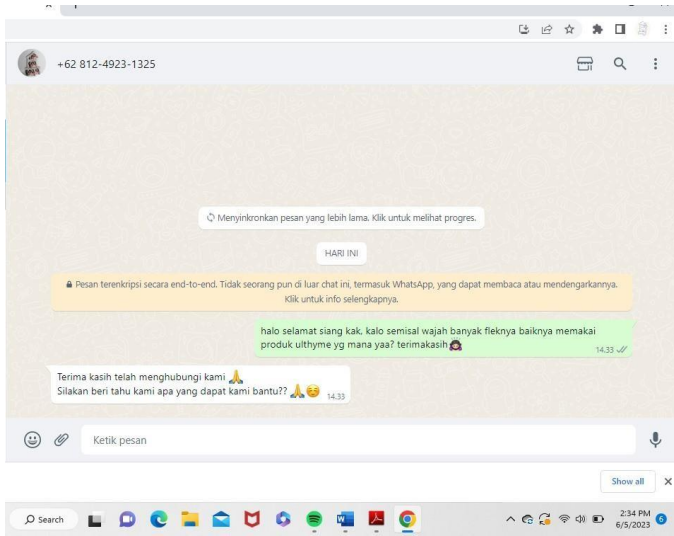 +62 812-4923-1325
Menyinkronkan pesan yang lebih lama. Klik untuk melihat progres.
HARI INI
Pesan terenkripsi secara end-to-end. Tidak seorang pun di luar chat ini, termasuk WhatsApp, yang dapat membaca atau mendengarkannya.
Klik untuk info selengkapnya.
halo selamat siang kak, kalo semisal wajah banyak fleknya baiknya memakai
produk ulthyme yg mana yaa? terimakasih
14.33
Terima kasih telah menghubungi kami
Silakan beri tahu kami apa yang dapat kami bantu??
14.33
Ketik pesan
Show all
Search
2:34 PM
6/5/2023
6